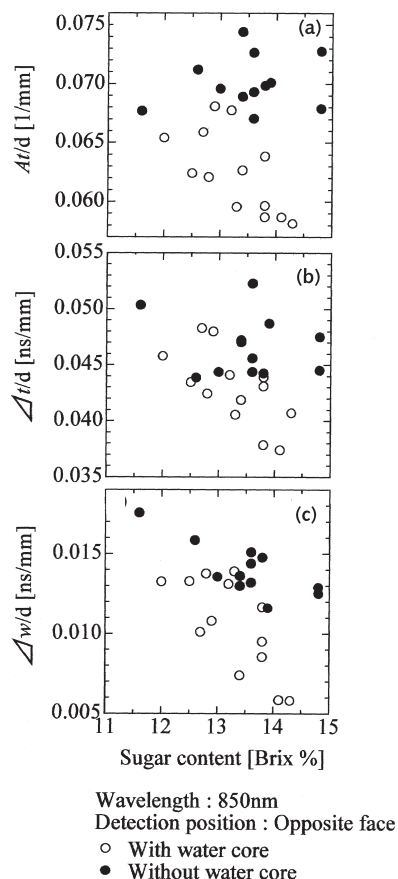 0.075
(a)
0.070
0.065
0.060
At/d [1/mm]
0.055
(b)
0.050
0.045
0.040
0.035
⊿t/d [ns/mm]
(c)
0.015
0.010
0.005
⊿w/d [ns/mm]
11 12 13 14 15
Sugar content [Brix %]
Wavelength : 850nm
Detection position : Opposite face
○ With water core
● Without water core